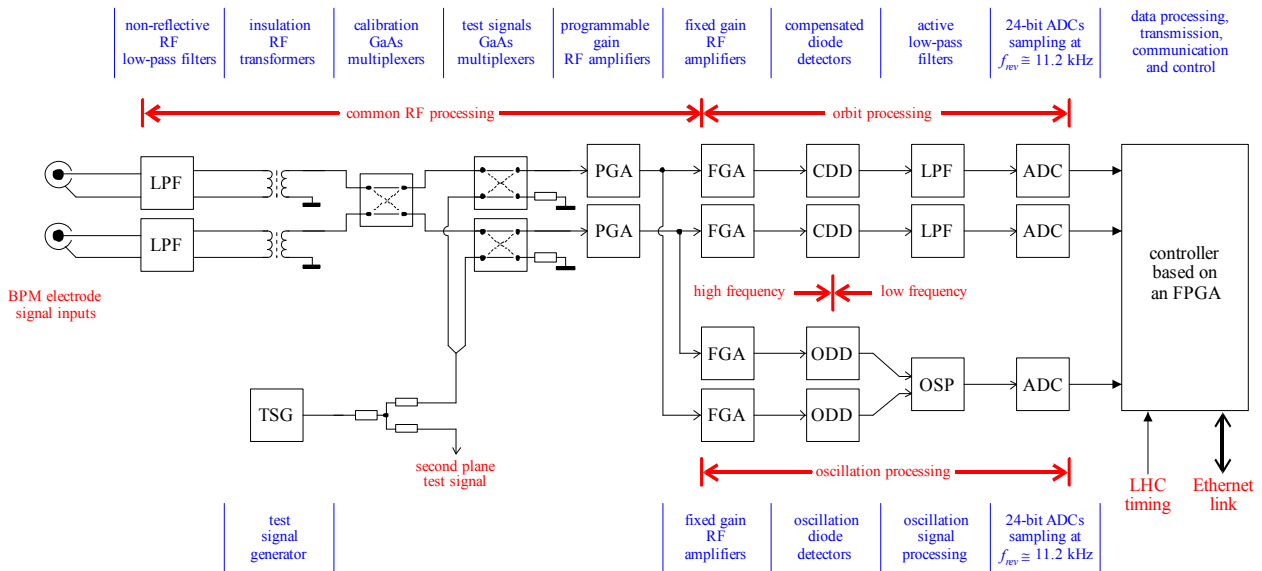 non-reflective
RF
low-pass filters
insulation
RF
transformers
calibration
GaAs
multiplexers
test signals
GaAs
multiplexers
programmable
gain
RF amplifiers
fixed gain
RF
amplifiers
compensated
diode
detectors
active
low-pass
filters
24-bit ADCs
sampling at
f_rev ≅ 11.2 kHz
data processing,
transmission,
communication
and control
common RF processing
orbit processing
LPF
PGA
FGA
CDD
LPF
ADC
LPF
PGA
FGA
CDD
LPF
ADC
BPM electrode
signal inputs
high frequency
low frequency
controller
based on
an FPGA
FGA
ODD
OSP
ADC
TSG
FGA
ODD
second plane
test signal
oscillation processing
LHC
timing
Ethernet
link
test
signal
generator
fixed gain
RF
amplifiers
oscillation
diode
detectors
oscillation
signal
processing
24-bit ADCs
sampling at
f_rev ≅ 11.2 kHz